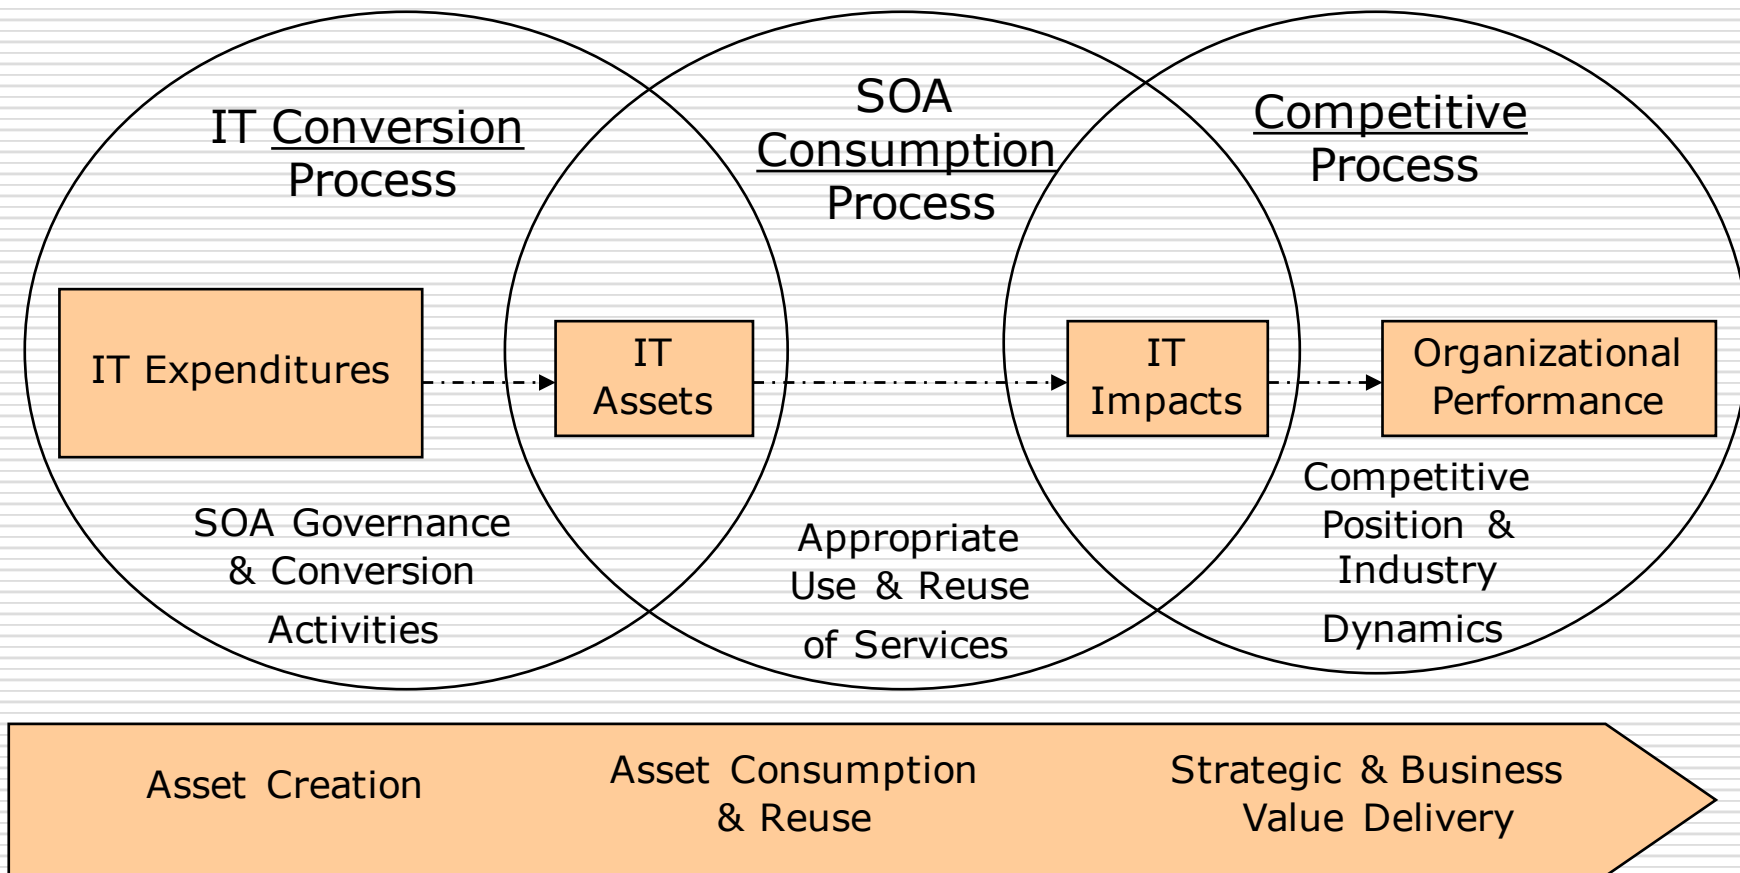 IT Conversion
Process
SOA
Consumption
Process
Competitive
Process
IT Expenditures
IT
Assets
IT
Impacts
Organizational
Performance
SOA Governance
& Conversion
Activities
Appropriate
Use & Reuse
of Services
Competitive
Position &
Industry
Dynamics
Asset Creation
Asset Consumption
& Reuse
Strategic & Business
Value Delivery